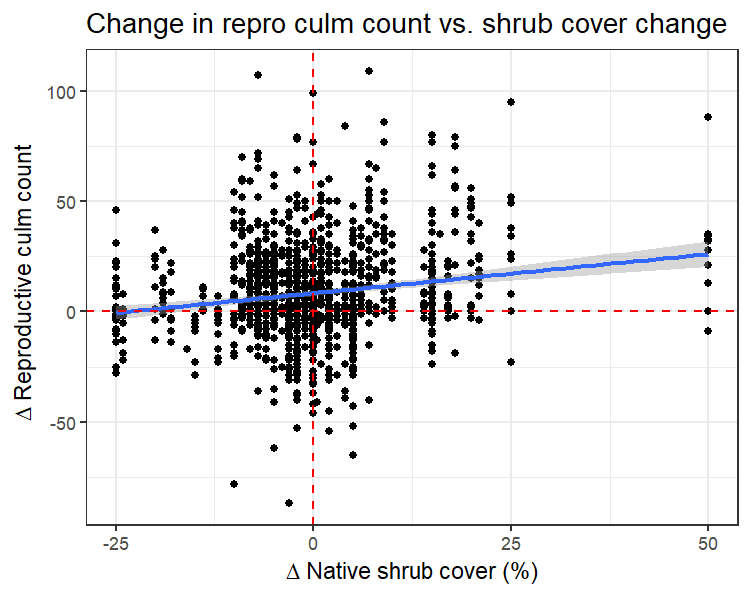 Change in repro culm count vs. shrub cover change
Δ Reproductive culm count
100
50
0
-50
-25
0
25
50
Δ Native shrub cover (%)